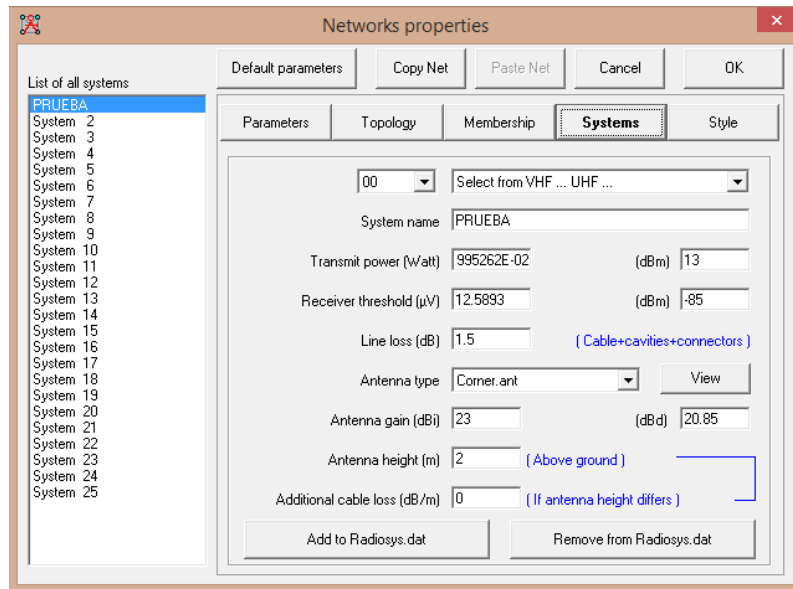 Networks properties
Default parameters
Copy Net
Paste Net
Cancel
OK
List of all systems
PRUEBA
System 2
System 3
System 4
System 5
System 6
System 7
System 8
System 9
System 10
System 11
System 12
System 13
System 14
System 15
System 16
System 17
System 18
System 19
System 20
System 21
System 22
System 23
System 24
System 25
Parameters
Topology
Membership
Systems
Style
00
Select from VHF ... UHF ...
System name PRUEBA
Transmit power (Watt) 995262E-02 (dBm) 13
Receiver threshold (µV) 12.5893 (dBm) -85
Line loss (dB) 1.5 ( Cable+cavities+connectors )
Antenna type Corner.ant View
Antenna gain (dBi) 23 (dBd) 20.85
Antenna height (m) 2 ( Above ground )
Additional cable loss (dB/m) 0 ( If antenna height differs )
Add to Radiosys.dat
Remove from Radiosys.dat